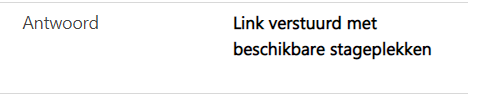 Antwoord Link verstuurd met
beschikbare stageplekken